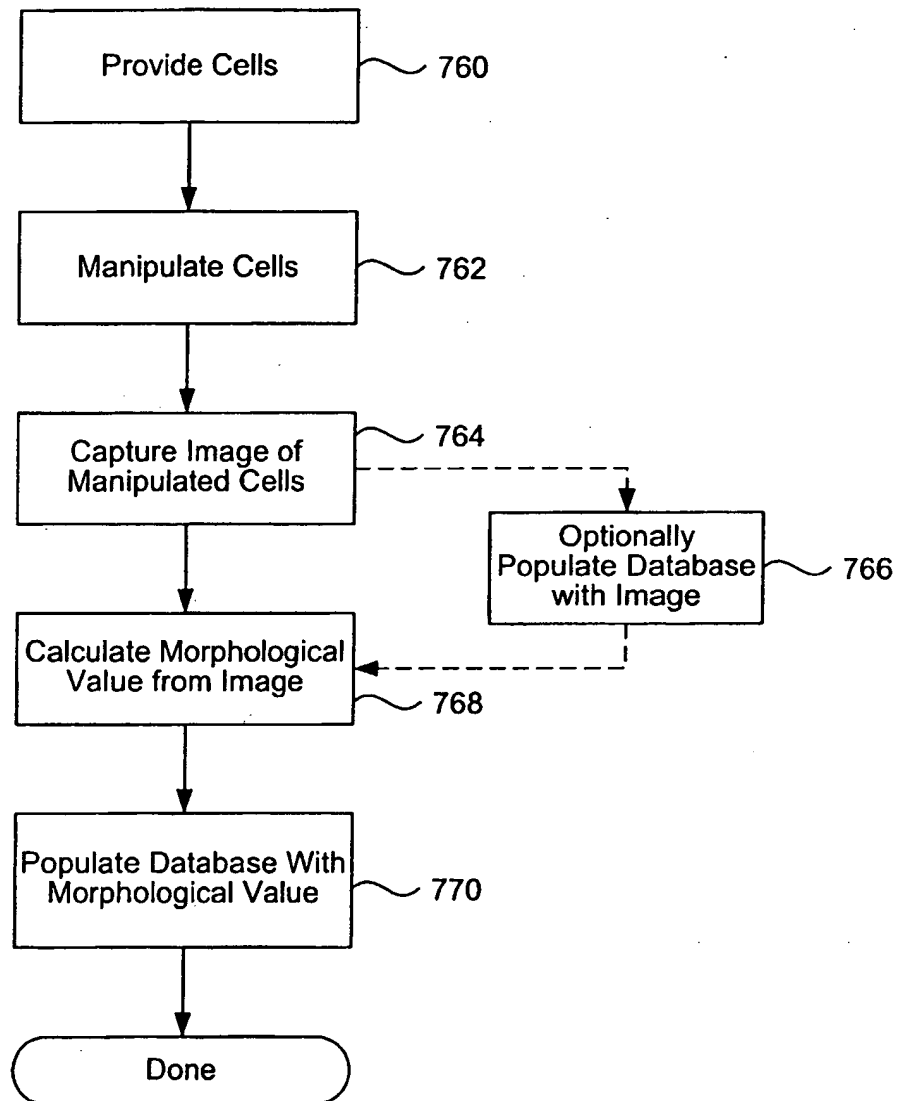 Provide Cells
760
Manipulate Cells
762
Capture Image of
Manipulated Cells
764
Optionally
Populate Database
with Image
766
Calculate Morphological
Value from Image
768
Populate Database With
Morphological Value
770
Done